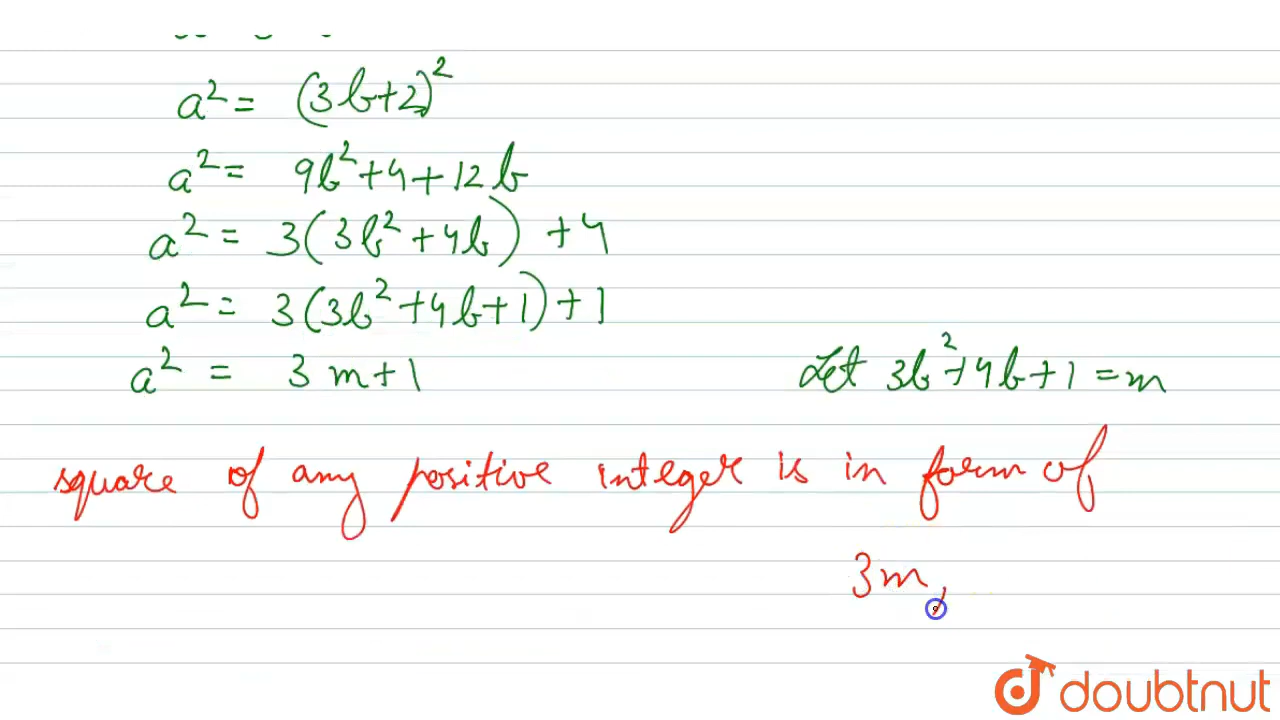 a² = (3b+2)²
a² = 9b²+4+12b
a² = 3(3b²+4b)+4
a² = 3(3b²+4b+1)+1
a² = 3m+1 Let 3b²+4b+1=m
square of any positive integer is in form of
3m,
doubtnut